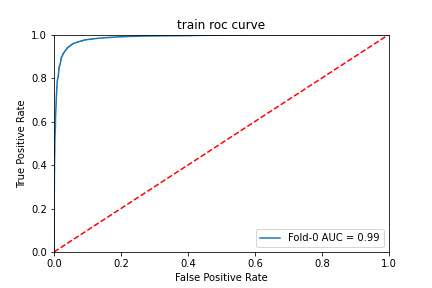 train roc curve
True Positive Rate
1.0
0.8
0.6
0.4
0.2
0.0
Fold-0 AUC = 0.99
0.0 0.2 0.4 0.6 0.8 1.0
False Positive Rate